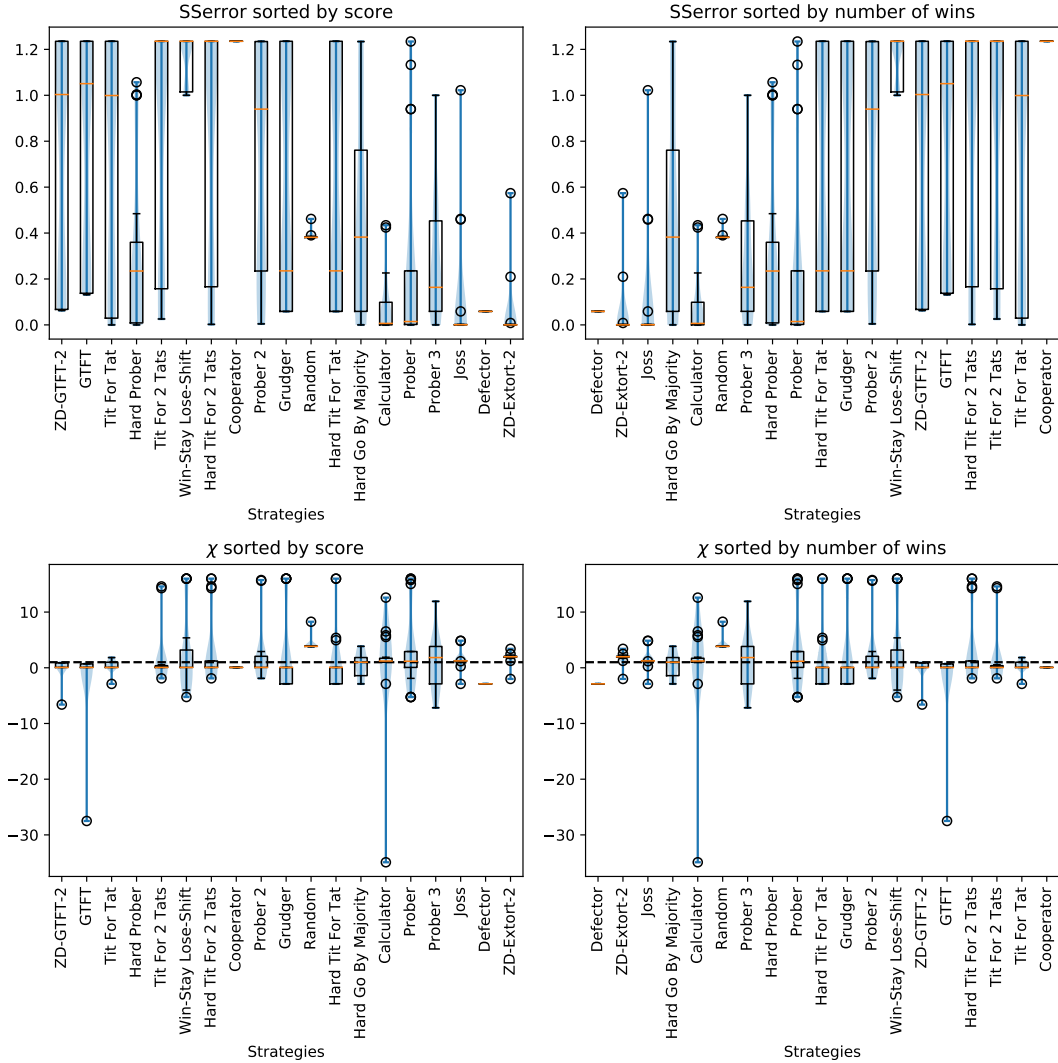 SSerror sorted by score
1.2
1.0
0.8
0.6
0.4
0.2
0.0
ZD-GTFT-2
GTFT
Tit For Tat
Hard Prober
Tit For 2 Tats
Win-Stay Lose-Shift
Hard Tit For 2 Tats
Cooperator
Prober 2
Grudger
Random
Hard Tit For Tat
Hard Go By Majority
Calculator
Prober
Prober 3
Joss
Defector
ZD-Extort-2
Strategies
SSerror sorted by number of wins
1.2
1.0
0.8
0.6
0.4
0.2
0.0
Defector
ZD-Extort-2
Joss
Hard Go By Majority
Calculator
Random
Prober 3
Hard Prober
Prober
Hard Tit For Tat
Grudger
Prober 2
Win-Stay Lose-Shift
ZD-GTFT-2
GTFT
Hard Tit For 2 Tats
Tit For 2 Tats
Tit For Tat
Cooperator
Strategies
χ sorted by score
10
0
−10
−20
−30
ZD-GTFT-2
GTFT
Tit For Tat
Hard Prober
Tit For 2 Tats
Win-Stay Lose-Shift
Hard Tit For 2 Tats
Cooperator
Prober 2
Grudger
Random
Hard Tit For Tat
Hard Go By Majority
Calculator
Prober
Prober 3
Joss
Defector
ZD-Extort-2
Strategies
χ sorted by number of wins
10
0
−10
−20
−30
Defector
ZD-Extort-2
Joss
Hard Go By Majority
Calculator
Random
Prober 3
Hard Prober
Prober
Hard Tit For Tat
Grudger
Prober 2
Win-Stay Lose-Shift
ZD-GTFT-2
GTFT
Hard Tit For 2 Tats
Tit For 2 Tats
Tit For Tat
Cooperator
Strategies